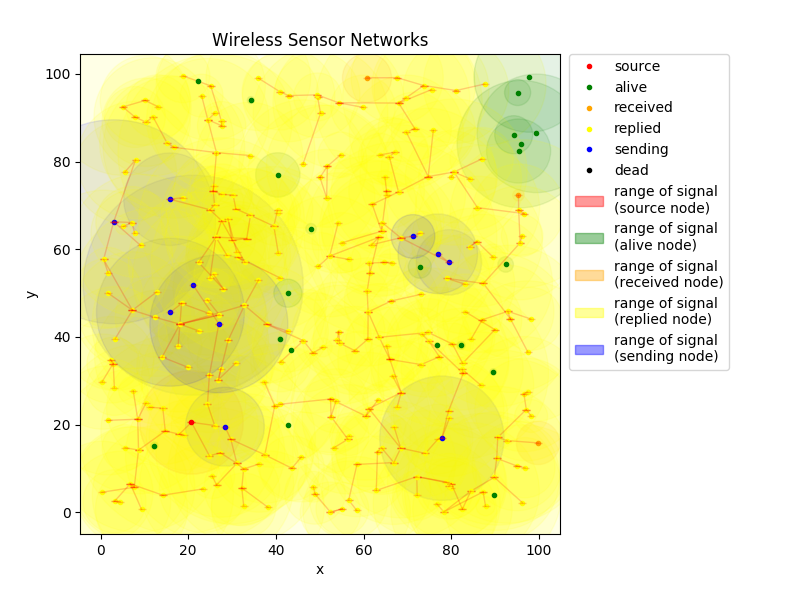 Wireless Sensor Networks
100
80
60
40
20
0
y
0
20
40
60
80
100
x
source
alive
received
replied
sending
dead
range of signal
(source node)
range of signal
(alive node)
range of signal
(received node)
range of signal
(replied node)
range of signal
(sending node)